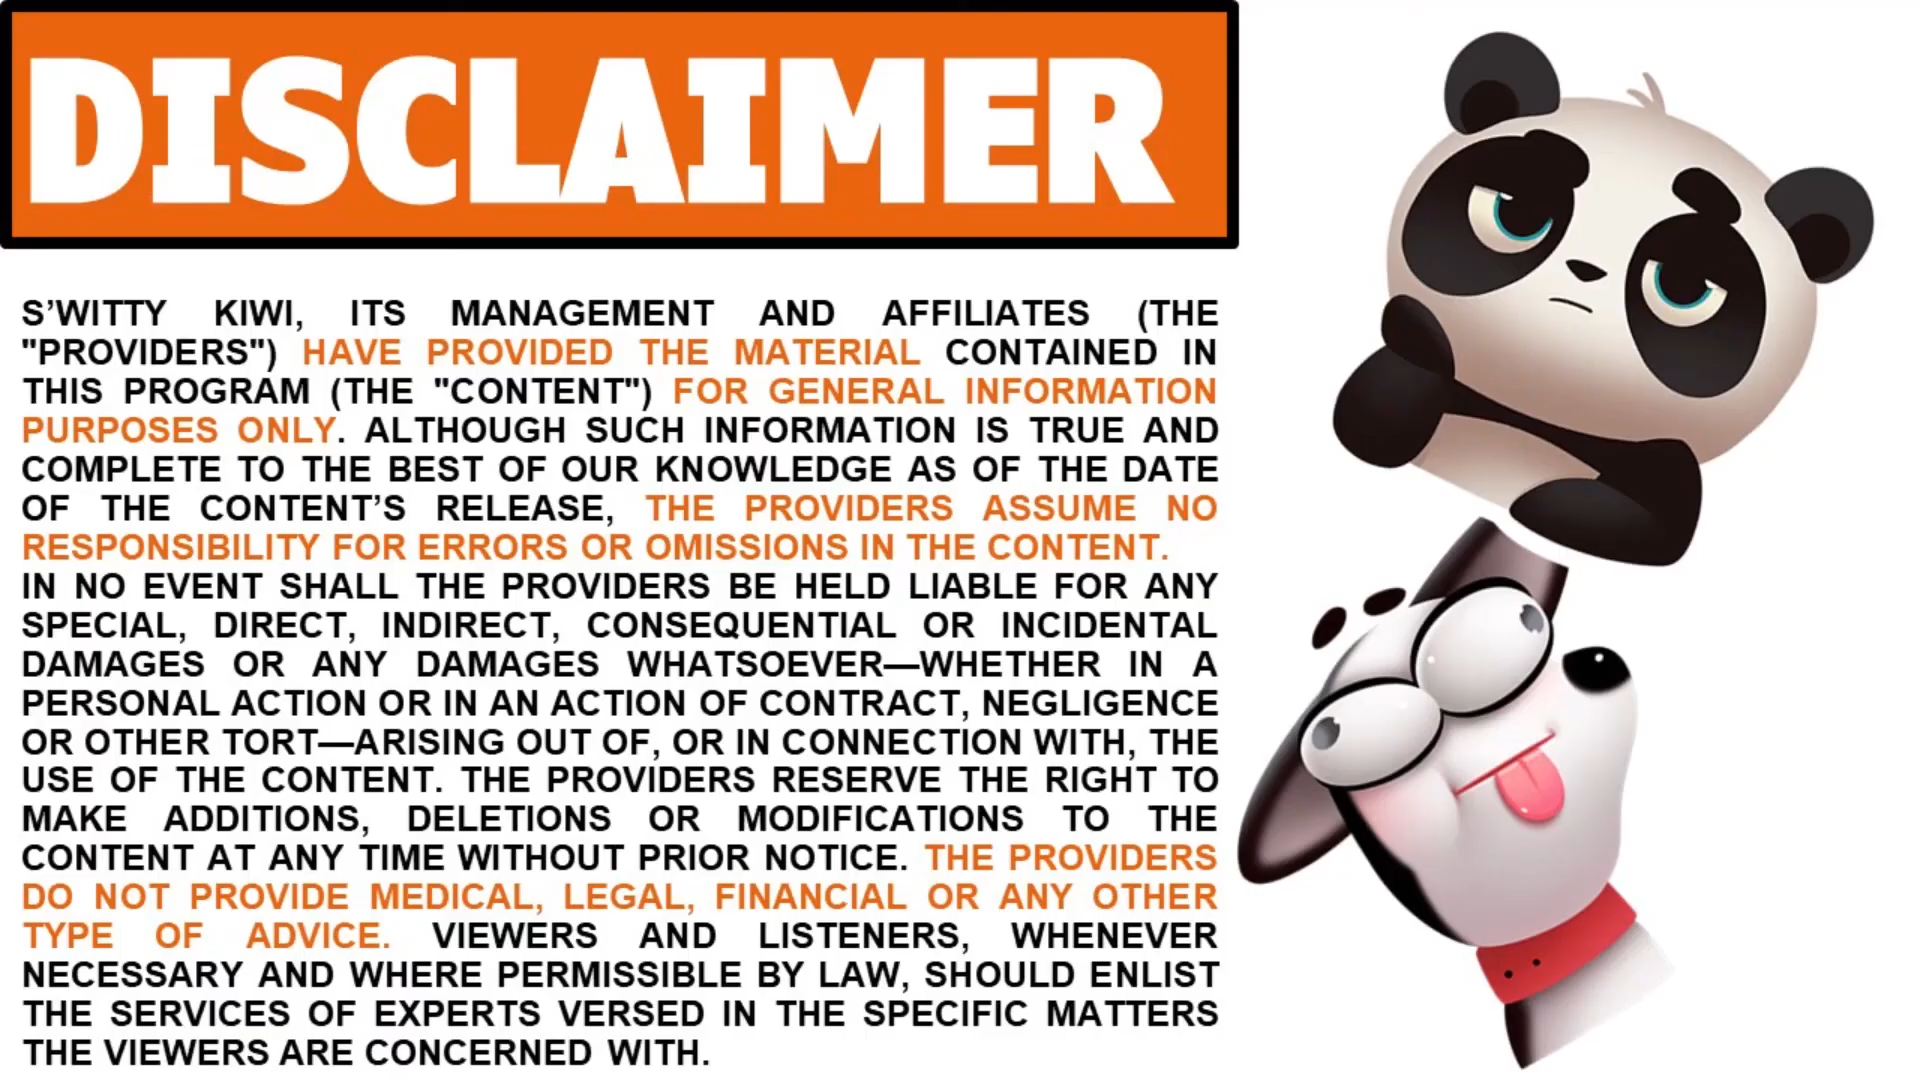 DISCLAIMER
S’WITTY KIWI, ITS MANAGEMENT AND AFFILIATES (THE
"PROVIDERS") HAVE PROVIDED THE MATERIAL CONTAINED IN
THIS PROGRAM (THE "CONTENT") FOR GENERAL INFORMATION
PURPOSES ONLY. ALTHOUGH SUCH INFORMATION IS TRUE AND
COMPLETE TO THE BEST OF OUR KNOWLEDGE AS OF THE DATE
OF THE CONTENT’S RELEASE, THE PROVIDERS ASSUME NO
RESPONSIBILITY FOR ERRORS OR OMISSIONS IN THE CONTENT.
IN NO EVENT SHALL THE PROVIDERS BE HELD LIABLE FOR ANY
SPECIAL, DIRECT, INDIRECT, CONSEQUENTIAL OR INCIDENTAL
DAMAGES OR ANY DAMAGES WHATSOEVER—WHETHER IN A
PERSONAL ACTION OR IN AN ACTION OF CONTRACT, NEGLIGENCE
OR OTHER TORT—ARISING OUT OF, OR IN CONNECTION WITH, THE
USE OF THE CONTENT. THE PROVIDERS RESERVE THE RIGHT TO
MAKE ADDITIONS, DELETIONS OR MODIFICATIONS TO THE
CONTENT AT ANY TIME WITHOUT PRIOR NOTICE. THE PROVIDERS
DO NOT PROVIDE MEDICAL, LEGAL, FINANCIAL OR ANY OTHER
TYPE OF ADVICE. VIEWERS AND LISTENERS, WHENEVER
NECESSARY AND WHERE PERMISSIBLE BY LAW, SHOULD ENLIST
THE SERVICES OF EXPERTS VERSED IN THE SPECIFIC MATTERS
THE VIEWERS ARE CONCERNED WITH.